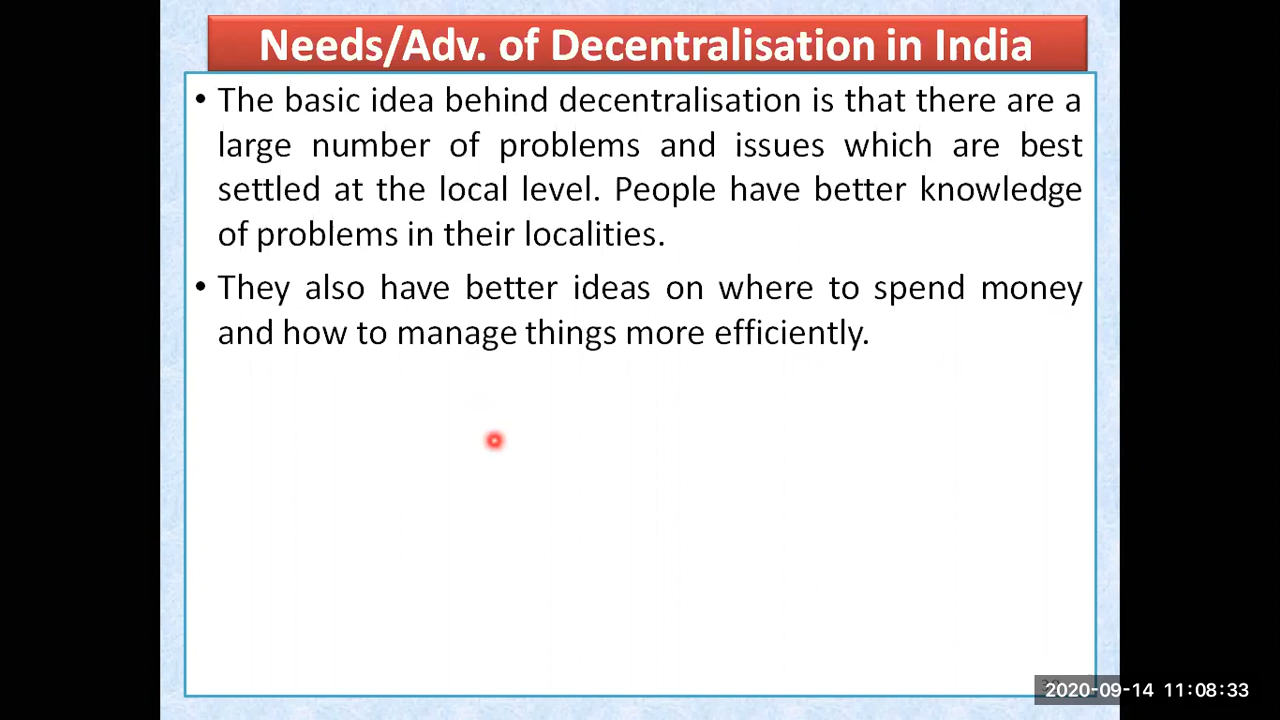 Needs/Adv. of Decentralisation in India
• The basic idea behind decentralisation is that there are a
large number of problems and issues which are best
settled at the local level. People have better knowledge
of problems in their localities.
• They also have better ideas on where to spend money
and how to manage things more efficiently.
2020-09-14 11:08:33